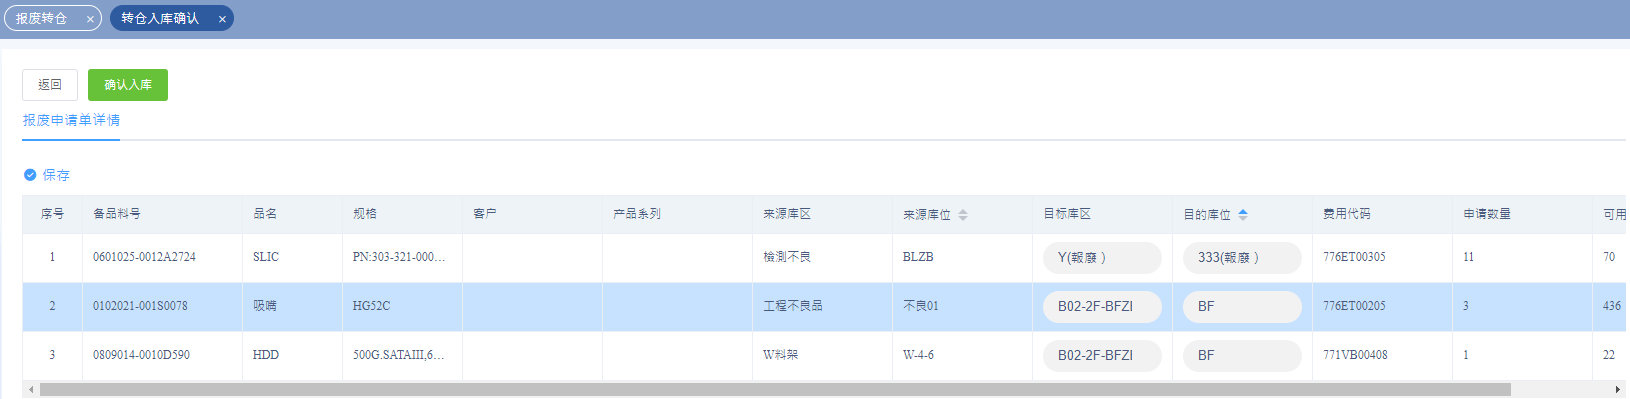 报废转仓 × 转仓入库确认 ×
返回 确认入库
报废申请单详情
保存
序号 备品料号 品名 规格 客户 产品系列 来源库区 来源库位 目标库区 目的库位 费用代码 申请数量 可用
1 0601025-0012A2724 SLIC PN:303-321-000... 檢測不良 BLZB Y(報廢) 333(報廢) 776ET00305 11 70
2 0102021-001S0078 吸嘴 HG52C 工程不良品 不良01 B02-2F-BFZI BF 776ET00205 3 436
3 0809014-0010D590 HDD 500G.SATAIII,6... W料架 W-4-6 B02-2F-BFZI BF 771VB00408 1 22